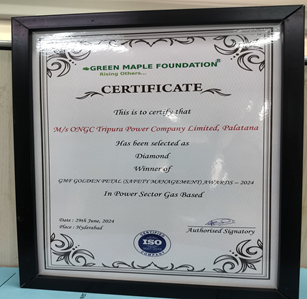 GREEN MAPLE FOUNDATION
Rising Others...
CERTIFICATE
This is to certify that
M/s ONGC Tripura Power Company Limited, Palatana
Has been selected as
Diamond
Winner of
GMF GOLDEN PETAL (SAFETY MANAGEMENT) AWARDS – 2024
In Power Sector Gas Based
Date : 29th June, 2024
Place : Hyderabad
ISO
Authorised Signatory